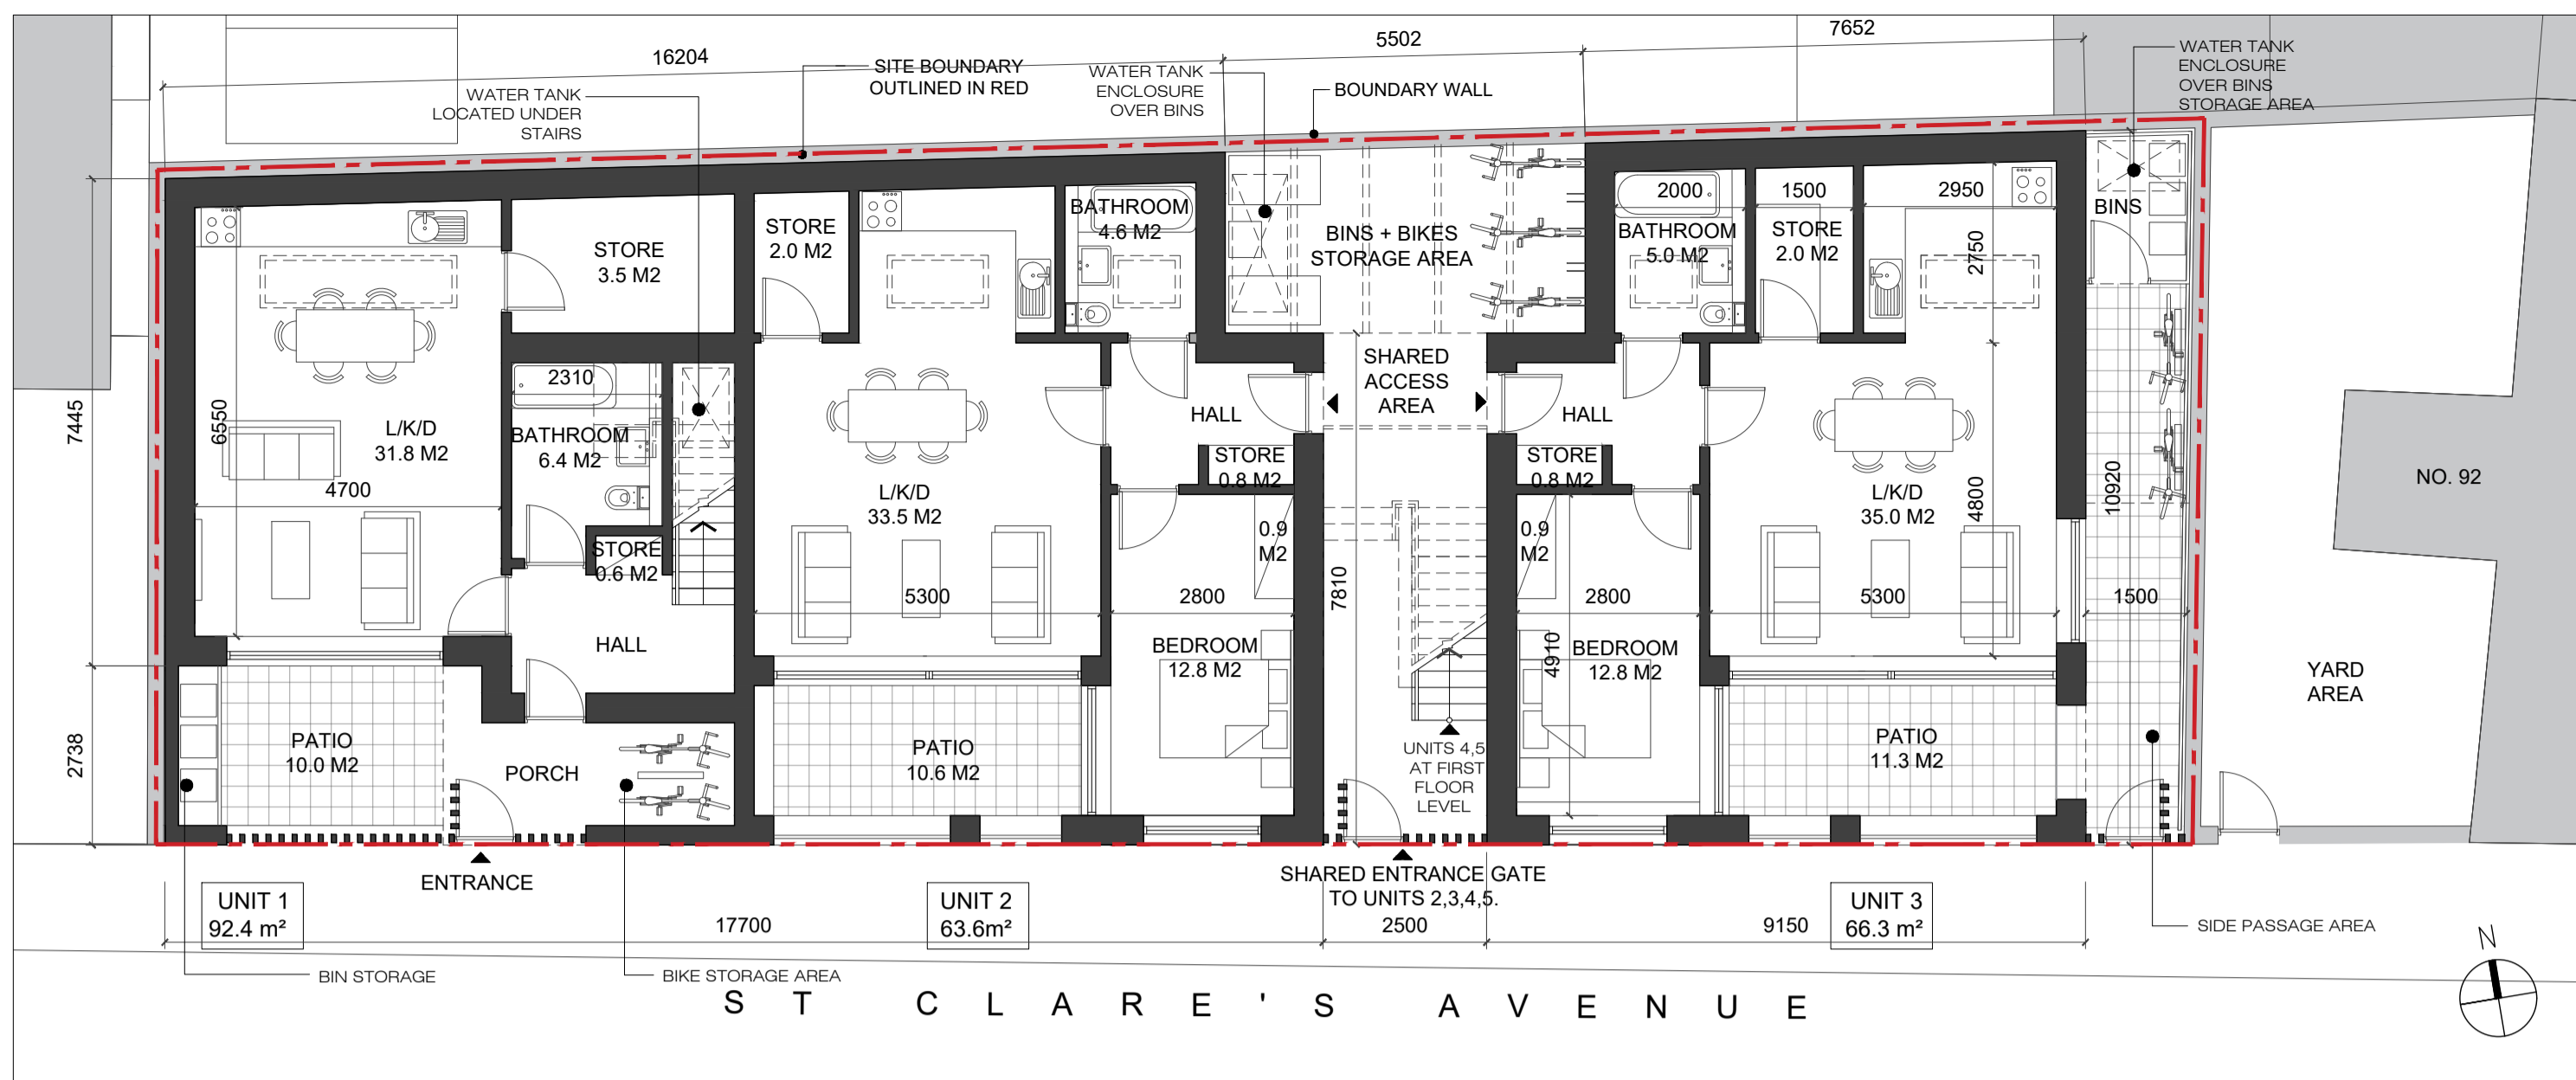 16204
5502
7652
SITE BOUNDARY
OUTLINED IN RED
WATER TANK
ENCLOSURE
OVER BINS
BOUNDARY WALL
WATER TANK
ENCLOSURE
OVER BINS
STORAGE AREA
WATER TANK
LOCATED UNDER
STAIRS
STORE
3.5 M2
STORE
2.0 M2
BATHROOM
4.6 M2
BINS + BIKES
STORAGE AREA
2000
1500
2950
BATHROOM
5.0 M2
STORE
2.0 M2
2750
BINS
7445
6550
L/K/D
31.8 M2
4700
2310
BATHROOM
6.4 M2
STORE
0.6 M2
HALL
L/K/D
33.5 M2
5300
HALL
STORE
0.8 M2
0.9
M2
2800
BEDROOM
12.8 M2
SHARED
ACCESS
AREA
7810
HALL
STORE
0.8 M2
0.9
M2
2800
4910
BEDROOM
12.8 M2
L/K/D
35.0 M2
4800
5300
10920
1500
NO. 92
YARD
AREA
2738
PATIO
10.0 M2
PORCH
PATIO
10.6 M2
UNITS 4,5
AT FIRST
FLOOR
LEVEL
PATIO
11.3 M2
ENTRANCE
SHARED ENTRANCE GATE
TO UNITS 2,3,4,5.
UNIT 1
92.4 m²
UNIT 2
63.6m²
UNIT 3
66.3 m²
17700
2500
9150
SIDE PASSAGE AREA
BIN STORAGE
BIKE STORAGE AREA
N
ST CLARE'S AVENUE